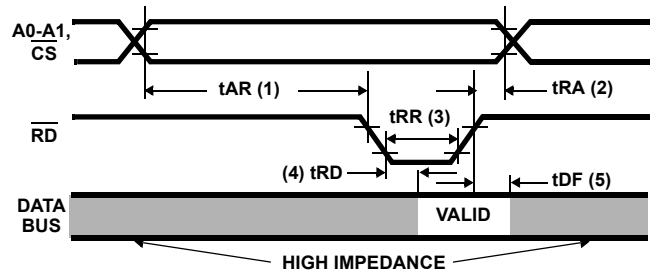 A0-A1,
CS
tAR (1)
tRA (2)
tRR (3)
RD
(4) tRD
tDF (5)
DATA
BUS
VALID
HIGH IMPEDANCE